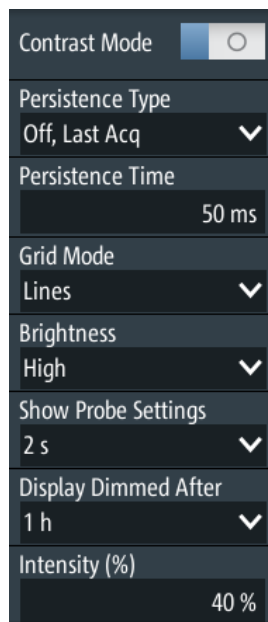 Contrast Mode
Persistence Type
Off, Last Acq
Persistence Time
50 ms
Grid Mode
Lines
Brightness
High
Show Probe Settings
2 s
Display Dimmed After
1 h
Intensity (%)
40 %